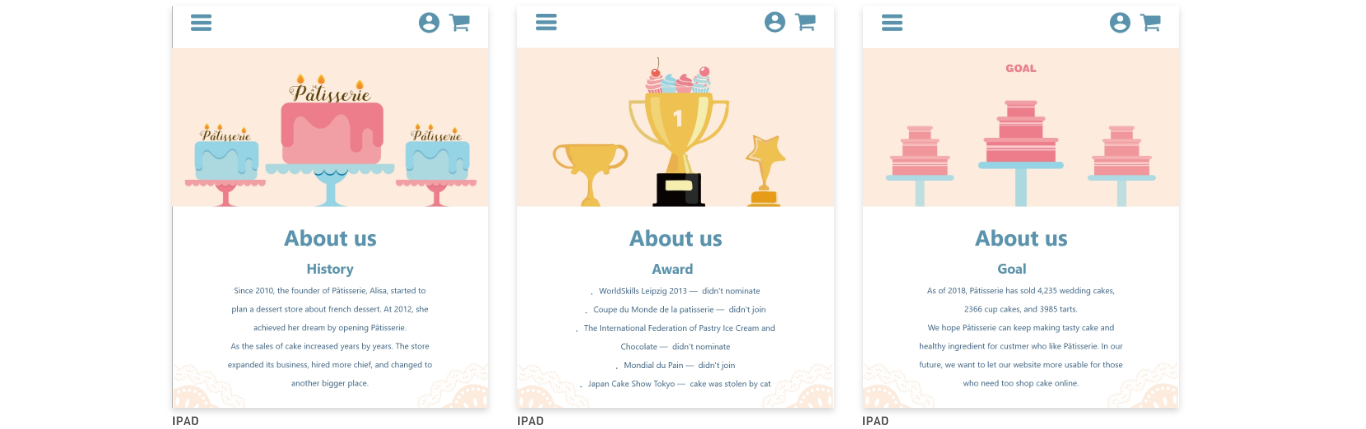 Pâtisserie
Pâtisserie
Pâtisserie
About us
History
Since 2010, the founder of Pâtisserie, Alisa, started to
plan a dessert store about french dessert. At 2012, she
achieved her dream by opening Pâtisserie.
As the sales of cake increased years by years. The store
expanded its business, hired more chief, and changed to
another bigger place.
IPAD
1
About us
Award
. WorldSkills Leipzig 2013 — didn't nominate
. Coupe du Monde de la patisserie — didn't join
. The International Federation of Pastry Ice Cream and
Chocolate — didn't nominate
. Mondial du Pain — didn't join
. Japan Cake Show Tokyo — cake was stolen by cat
IPAD
GOAL
About us
Goal
As of 2018, Pâtisserie has sold 4,235 wedding cakes,
2366 cup cakes, and 3985 tarts.
We hope Pâtisserie can keep making tasty cake and
healthy ingredient for custmer who like Pâtisserie. In our
future, we want to let our website more usable for those
who need too shop cake online.
IPAD